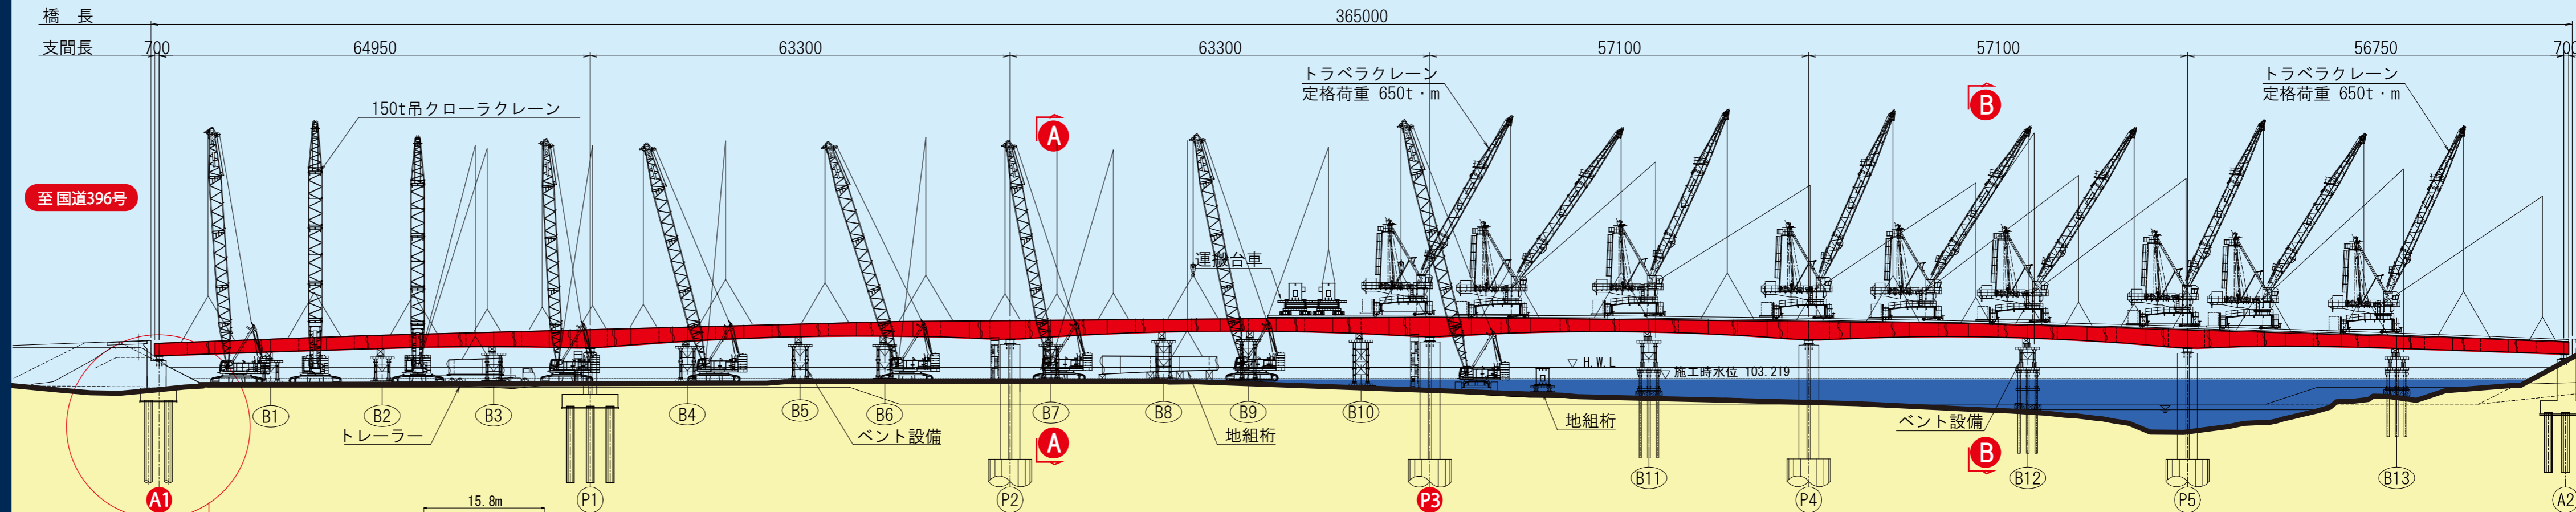 橋 長
365000
支間長
700
64950
63300
63300
57100
57100
56750
700
トラベラクレーン
定格荷重 650t・m
トラベラクレーン
定格荷重 650t・m
150t吊クローラクレーン
A
B
至 国道396号
運搬台車
H.W.L
施工時水位 103.219
B1
B2
B3
B4
B5
B6
B7
B8
B9
B10
トレーラー
ベント設備
地組桁
地組桁
ベント設備
A
B
B11
B12
B13
15.8m
A1
P1
P2
P3
P4
P5
A2